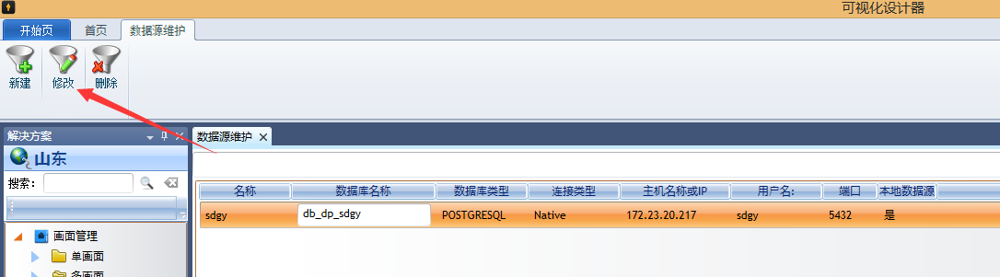 可视化设计器
开始页 首页 数据源维护
新建 修改 删除
解决方案
数据源维护
山东
搜索：
名称 数据库名称 数据库类型 连接类型 主机名称或IP 用户名: 端口 本地数据源
sdgy db_dp_sdgy POSTGRESQL Native 172.23.20.217 sdgy 5432 是
画面管理
单画面
多画面